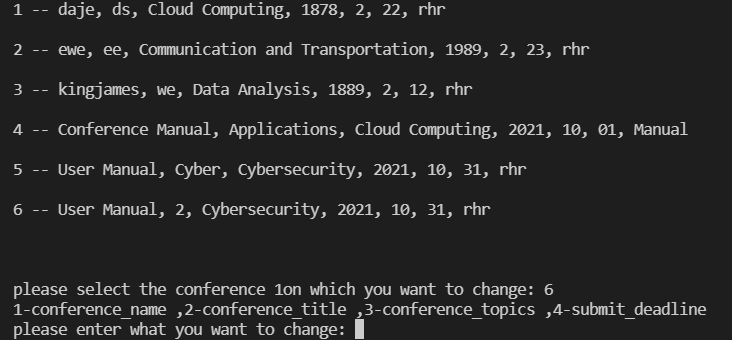 1 -- daje, ds, Cloud Computing, 1878, 2, 22, rhr
2 -- ewe, ee, Communication and Transportation, 1989, 2, 23, rhr
3 -- kingjames, we, Data Analysis, 1889, 2, 12, rhr
4 -- Conference Manual, Applications, Cloud Computing, 2021, 10, 01, Manual
5 -- User Manual, Cyber, Cybersecurity, 2021, 10, 31, rhr
6 -- User Manual, 2, Cybersecurity, 2021, 10, 31, rhr
please select the conference 1on which you want to change: 6
1-conference_name ,2-conference_title ,3-conference_topics ,4-submit_deadline
please enter what you want to change: